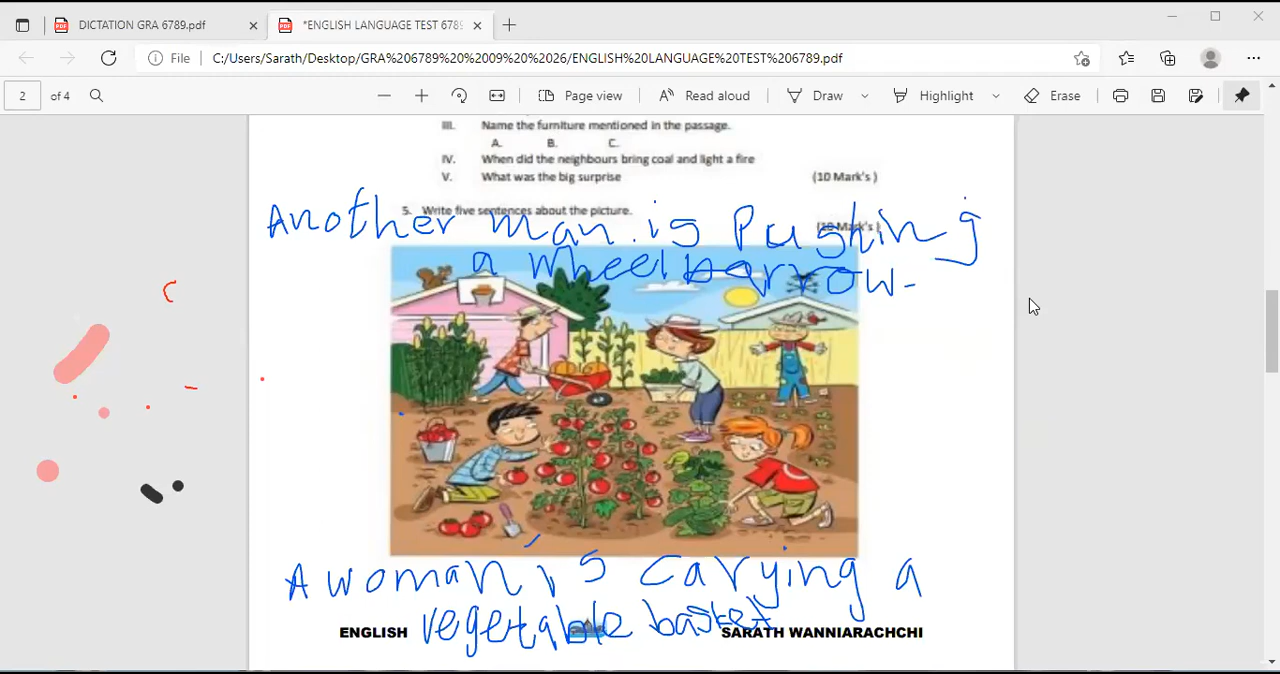 DICTATION GRA 6789.pdf
*ENGLISH LANGUAGE TEST 6789
File C:/Users/Sarath/Desktop/GRA%206789%20%2009%20%2026/ENGLISH%20LANGUAGE%20TEST%206789.pdf
2 of 4 Page view Read aloud Draw Highlight Erase
III. Name the furniture mentioned in the passage.
A. B. C.
IV. When did the neighbours bring coal and light a fire
V. What was the big surprise (10 Mark's )
5. Write five sentences about the picture.
(10 Mark's )
Another man is Pushing
a wheel barrow.
A woman is carying a
vegetable basket
ENGLISH SARATH WANNIARACHCHI